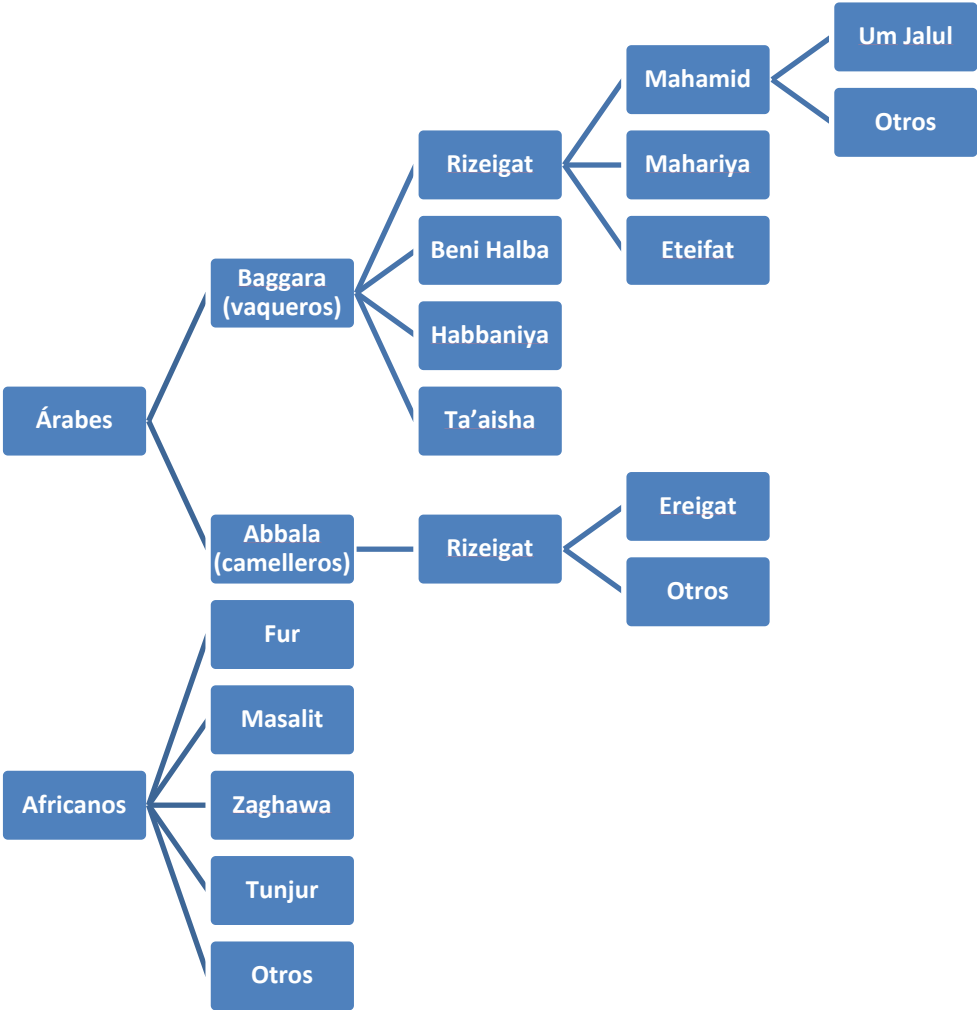 Árabes
Baggara
(vaqueros)
Rizeigat
Mahamid
Um Jalul
Otros
Mahariya
Eteifat
Beni Halba
Habbaniya
Ta’aisha
Abbala
(camelleros)
Rizeigat
Ereigat
Otros
Africanos
Fur
Masalit
Zaghawa
Tunjur
Otros